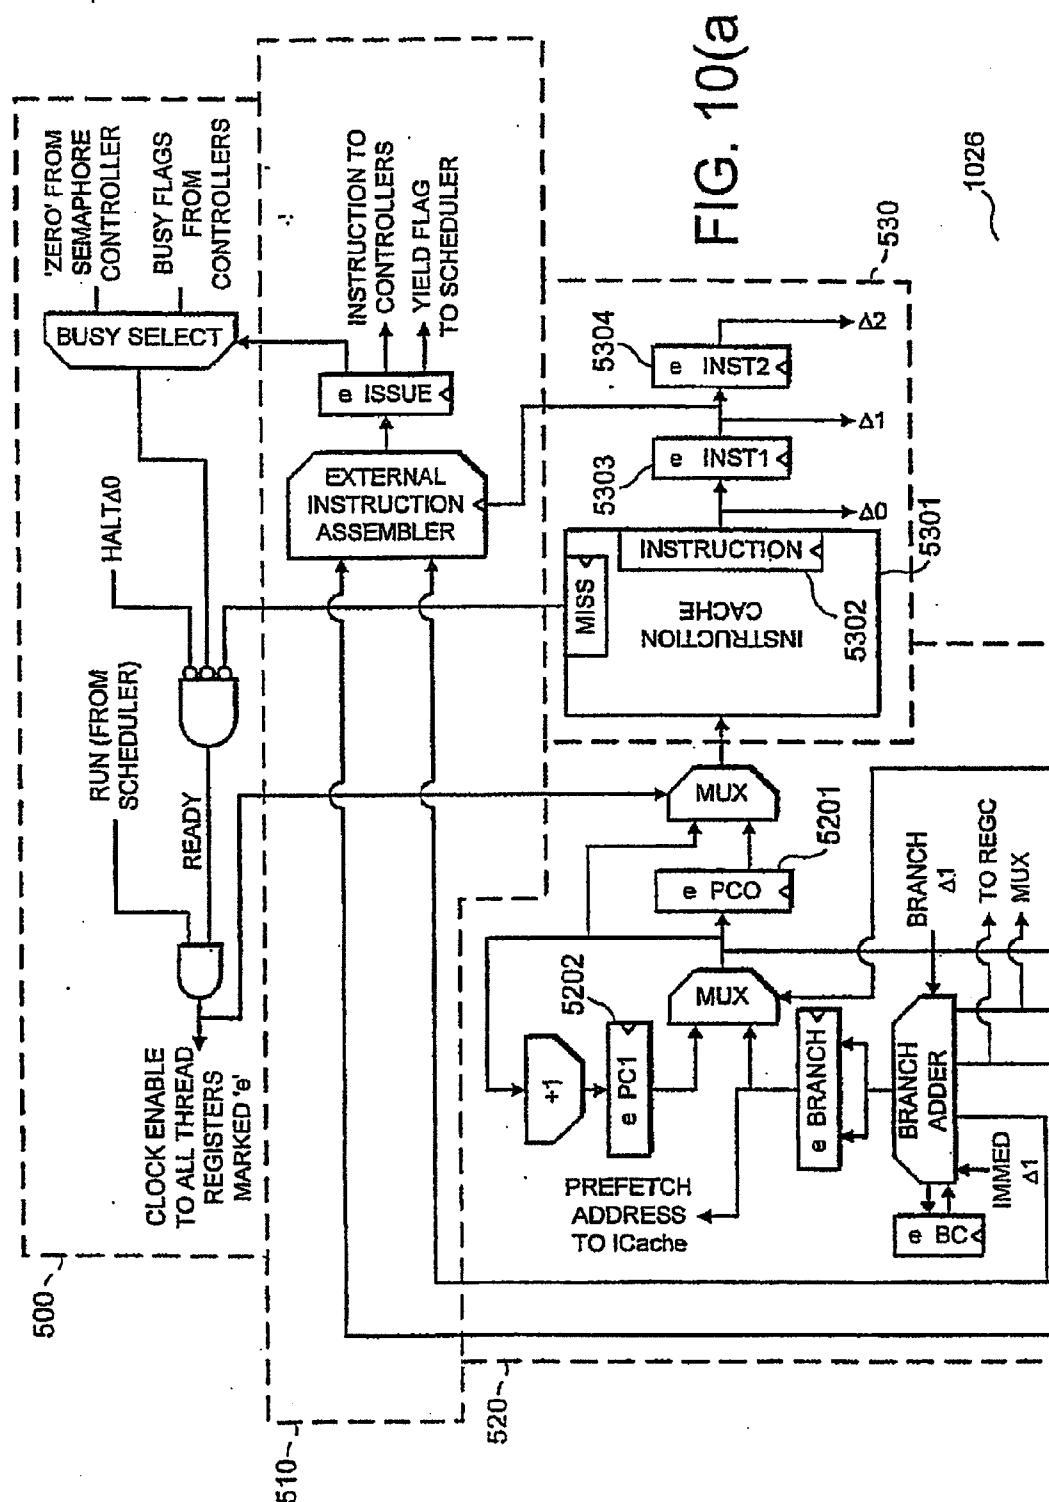 'ZERO' FROM
SEMAPHORE
CONTROLLER
BUSY FLAGS
FROM
CONTROLLERS
BUSY SELECT
HALTΔ0
RUN (FROM
SCHEDULER)
READY
CLOCK ENABLE
TO ALL THREAD
REGISTERS
MARKED 'e'
500
INSTRUCTION TO
CONTROLLERS
YIELD FLAG
TO SCHEDULER
e ISSUE
EXTERNAL
INSTRUCTION
ASSEMBLER
510
FIG. 10(a
1026
530
5304
e INST2
Δ2
5303
e INST1
Δ1
Δ0
5301
INSTRUCTION
MISS
5302
INSTRUCTION
CACHE
MUX
5201
e PCO
5202
MUX
+1
e PC1
BRANCH
Δ1
TO REGC
MUX
e BRANCH
BRANCH
ADDER
IMMED
Δ1
e BC
PREFETCH
ADDRESS
TO ICache
520